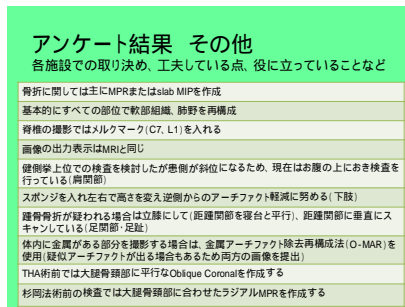 アンケート結果 その他
各施設での取り決め、工夫している点、役に立っていることなど
骨折に関しては主にMPRまたはslab MIPを作成
基本的にすべての部位で軟部組織、肺野を再構成
脊椎の撮影ではメルクマーク(C7, L1)を入れる
画像の出力表示はMRIと同じ
健側挙上位での検査を検討したが患側が斜位になるため、現在はお腹の上におき検査を
行っている(肩関節)
スポンジを入れ左右で高さを変え逆側からのアーチファクト軽減に努める(下肢)
踵骨骨折が疑われる場合は立膝にして(距踵関節を寝台と平行)、距踵関節に垂直にス
キャンしている(足関節・足趾)
体内に金属がある部分を撮影する場合は、金属アーチファクト除去再構成法(O-MAR)を
使用(疑似アーチファクトが出る場合もあるため両方の画像を提出)
THA術前では大腿骨頚部に平行なOblique Coronalを作成する
杉岡法術前の検査では大腿骨頚部に合わせたラジアルMPRを作成する